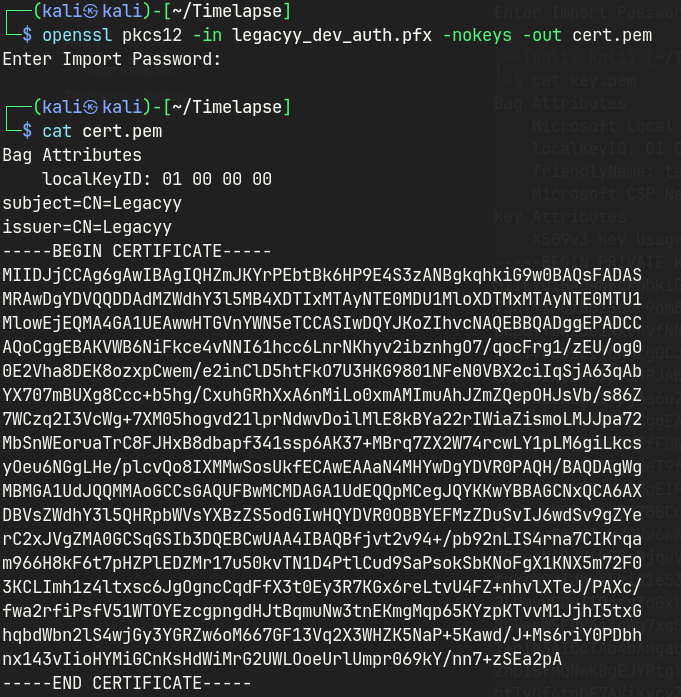 ┌──(kali㉿kali)-[~/Timelapse]
└─$ openssl pkcs12 -in legacyy_dev_auth.pfx -nokeys -out cert.pem
Enter Import Password:
┌──(kali㉿kali)-[~/Timelapse]
└─$ cat cert.pem
Bag Attributes
    localKeyID: 01 00 00 00
subject=CN=Legacyy
issuer=CN=Legacyy
-----BEGIN CERTIFICATE-----
MIIDJjCCAg6gAwIBAgIQHZmJKYrPEbtBk6HP9E4S3zANBgkqhkiG9w0BAQsFADAS
MRAwDgYDVQQDDAdMZWdhY3l5MB4XDTIxMTAyNTE0MDU1MloXDTMxMTAyNTE0MTU1
MlowEjEQMA4GA1UEAwwHTGVnYWN5eTCCASIwDQYJKoZIhvcNAQEBBQADggEPADCC
AQoCggEBAKVWB6NiFkce4vNNI61hcc6LnrNKhyv2ibznhgO7/qocFrg1/zEU/og0
0E2Vha8DEK8ozxpCwem/e2inClD5htFkO7U3HKG9801NFeN0VBX2ciIqSjA63qAb
YX707mBUXg8Ccc+b5hg/CxuhGRhXxA6nMiLo0xmAMImuAhJZmZQepOHJsVb/s86Z
7WCzq2I3VcWg+7XM05hogvd21lprNdwvDoilMlE8kBYa22rIWiaZismoLMJJpa72
MbSnWEoruaTrC8FJHxB8dbapf341ssp6AK37+MBrq7ZX2W74rcwLY1pLM6giLkcs
yOeu6NGgLHe/plcvQo8IXMMwSosUkfECAwEAAaN4MHYwDgYDVR0PAQH/BAQDAgWg
MBMGA1UdJQQMMAoGCCsGAQUFBwMCMDAGA1UdEQQpMCegJQYKKwYBBAGCNxQCA6AX
DBVsZWdhY3l5QHRpbWVsYXBzZS5odGIwHQYDVR0OBBYEFMzZDuSvIJ6wdSv9gZYe
rC2xJVgZMA0GCSqGSIb3DQEBCwUAA4IBAQBfjvt2v94+/pb92nLIS4rna7CIKrqa
m966H8kF6t7pHZPlEDZMr17u50kvTN1D4PtlCud9SaPsokSbKNoFgX1KNX5m72F0
3KCLImh1z4ltxsc6JgOgncCqdFfX3t0Ey3R7KGx6reLtvU4FZ+nhvlXTeJ/PAXc/
fwa2rfiPsfV51WTOYEzcgpngdHJtBqmuNw3tnEKmgMqp65KYzpKTvvM1JjhI5txG
hqbdWbn2lS4wjGy3YGRZw6oM667GF13Vq2X3WHZK5NaP+5Kawd/J+Ms6riY0PDbh
nx143vIioHYMiGCnKsHdWiMrG2UWLOoeUrlUmpr069kY/nn7+zSEa2pA
-----END CERTIFICATE-----